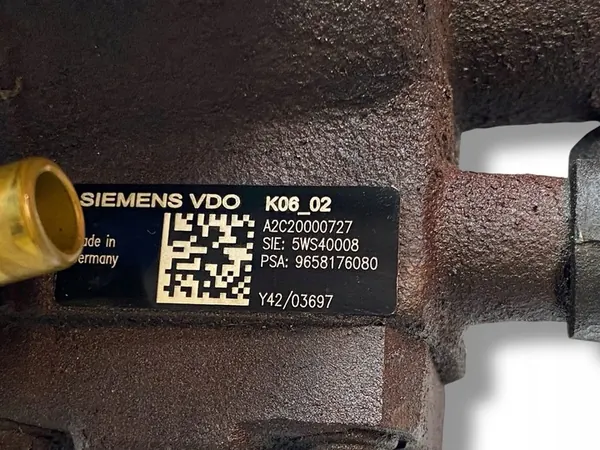 SIEMENS VDO K06_02
A2C20000727
SIE: 5WS40008
PSA: 9658176080
ade in
ermany
Y42/03697